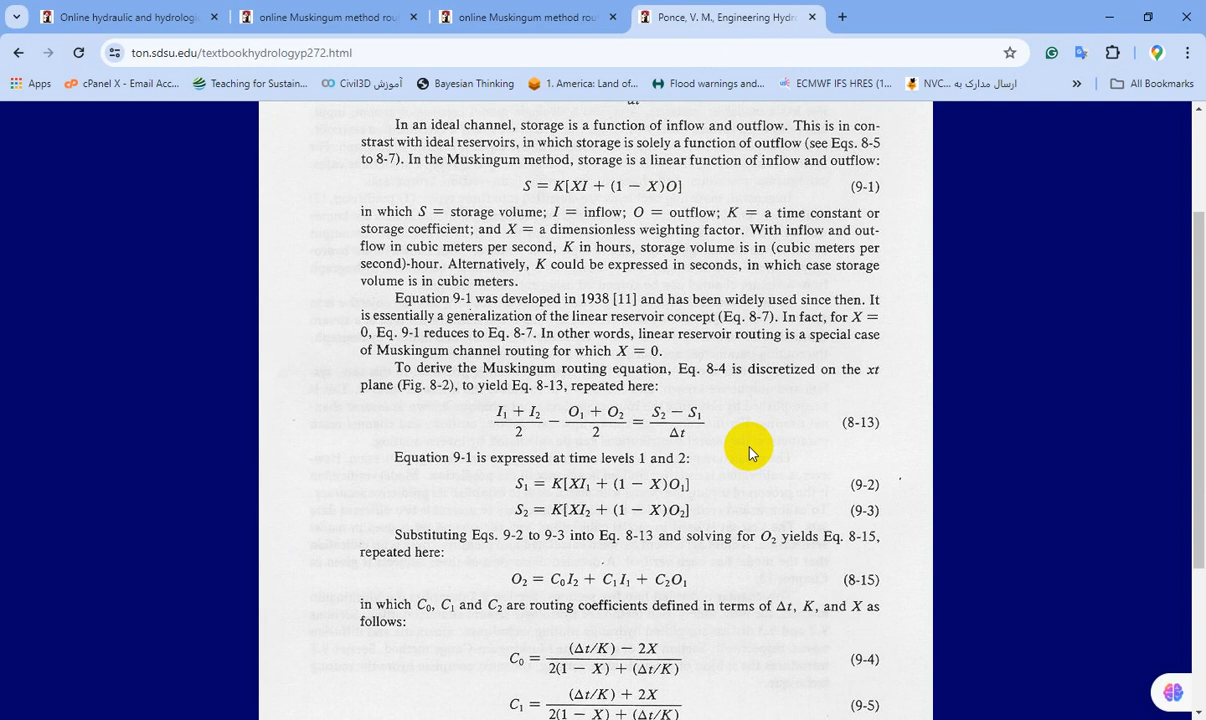 Online hydraulic and hydrologic
online Muskingum method rou
online Muskingum method rou
Ponce, V. M., Engineering Hydr
ton.sdsu.edu/textbookhydrologyp272.html
Apps
cPanel X - Email Acc...
Teaching for Sustain...
آموزش Civil3D
Bayesian Thinking
1. America: Land of...
Flood warnings and...
ECMWF IFS HRES (1...
ارسال مدارک به NVC...
All Bookmarks
In an ideal channel, storage is a function of inflow and outflow. This is in con-
strast with ideal reservoirs, in which storage is solely a function of outflow (see Eqs. 8-5
to 8-7). In the Muskingum method, storage is a linear function of inflow and outflow:
S = K[XI + (1 − X)O] (9-1)
in which S = storage volume; I = inflow; O = outflow; K = a time constant or
storage coefficient; and X = a dimensionless weighting factor. With inflow and out-
flow in cubic meters per second, K in hours, storage volume is in (cubic meters per
second)-hour. Alternatively, K could be expressed in seconds, in which case storage
volume is in cubic meters.
Equation 9-1 was developed in 1938 [11] and has been widely used since then. It
is essentially a generalization of the linear reservoir concept (Eq. 8-7). In fact, for X =
0, Eq. 9-1 reduces to Eq. 8-7. In other words, linear reservoir routing is a special case
of Muskingum channel routing for which X = 0.
To derive the Muskingum routing equation, Eq. 8-4 is discretized on the xt
plane (Fig. 8-2), to yield Eq. 8-13, repeated here:
(I₁ + I₂)/2 − (O₁ + O₂)/2 = (S₂ − S₁)/Δt (8-13)
Equation 9-1 is expressed at time levels 1 and 2:
S₁ = K[XI₁ + (1 − X)O₁] (9-2)
S₂ = K[XI₂ + (1 − X)O₂] (9-3)
Substituting Eqs. 9-2 to 9-3 into Eq. 8-13 and solving for O₂ yields Eq. 8-15,
repeated here:
O₂ = C₀I₂ + C₁I₁ + C₂O₁ (8-15)
in which C₀, C₁ and C₂ are routing coefficients defined in terms of Δt, K, and X as
follows:
C₀ = ((Δt/K) − 2X)/(2(1 − X) + (Δt/K)) (9-4)
C₁ = ((Δt/K) + 2X)/(2(1 − X) + (Δt/K)) (9-5)